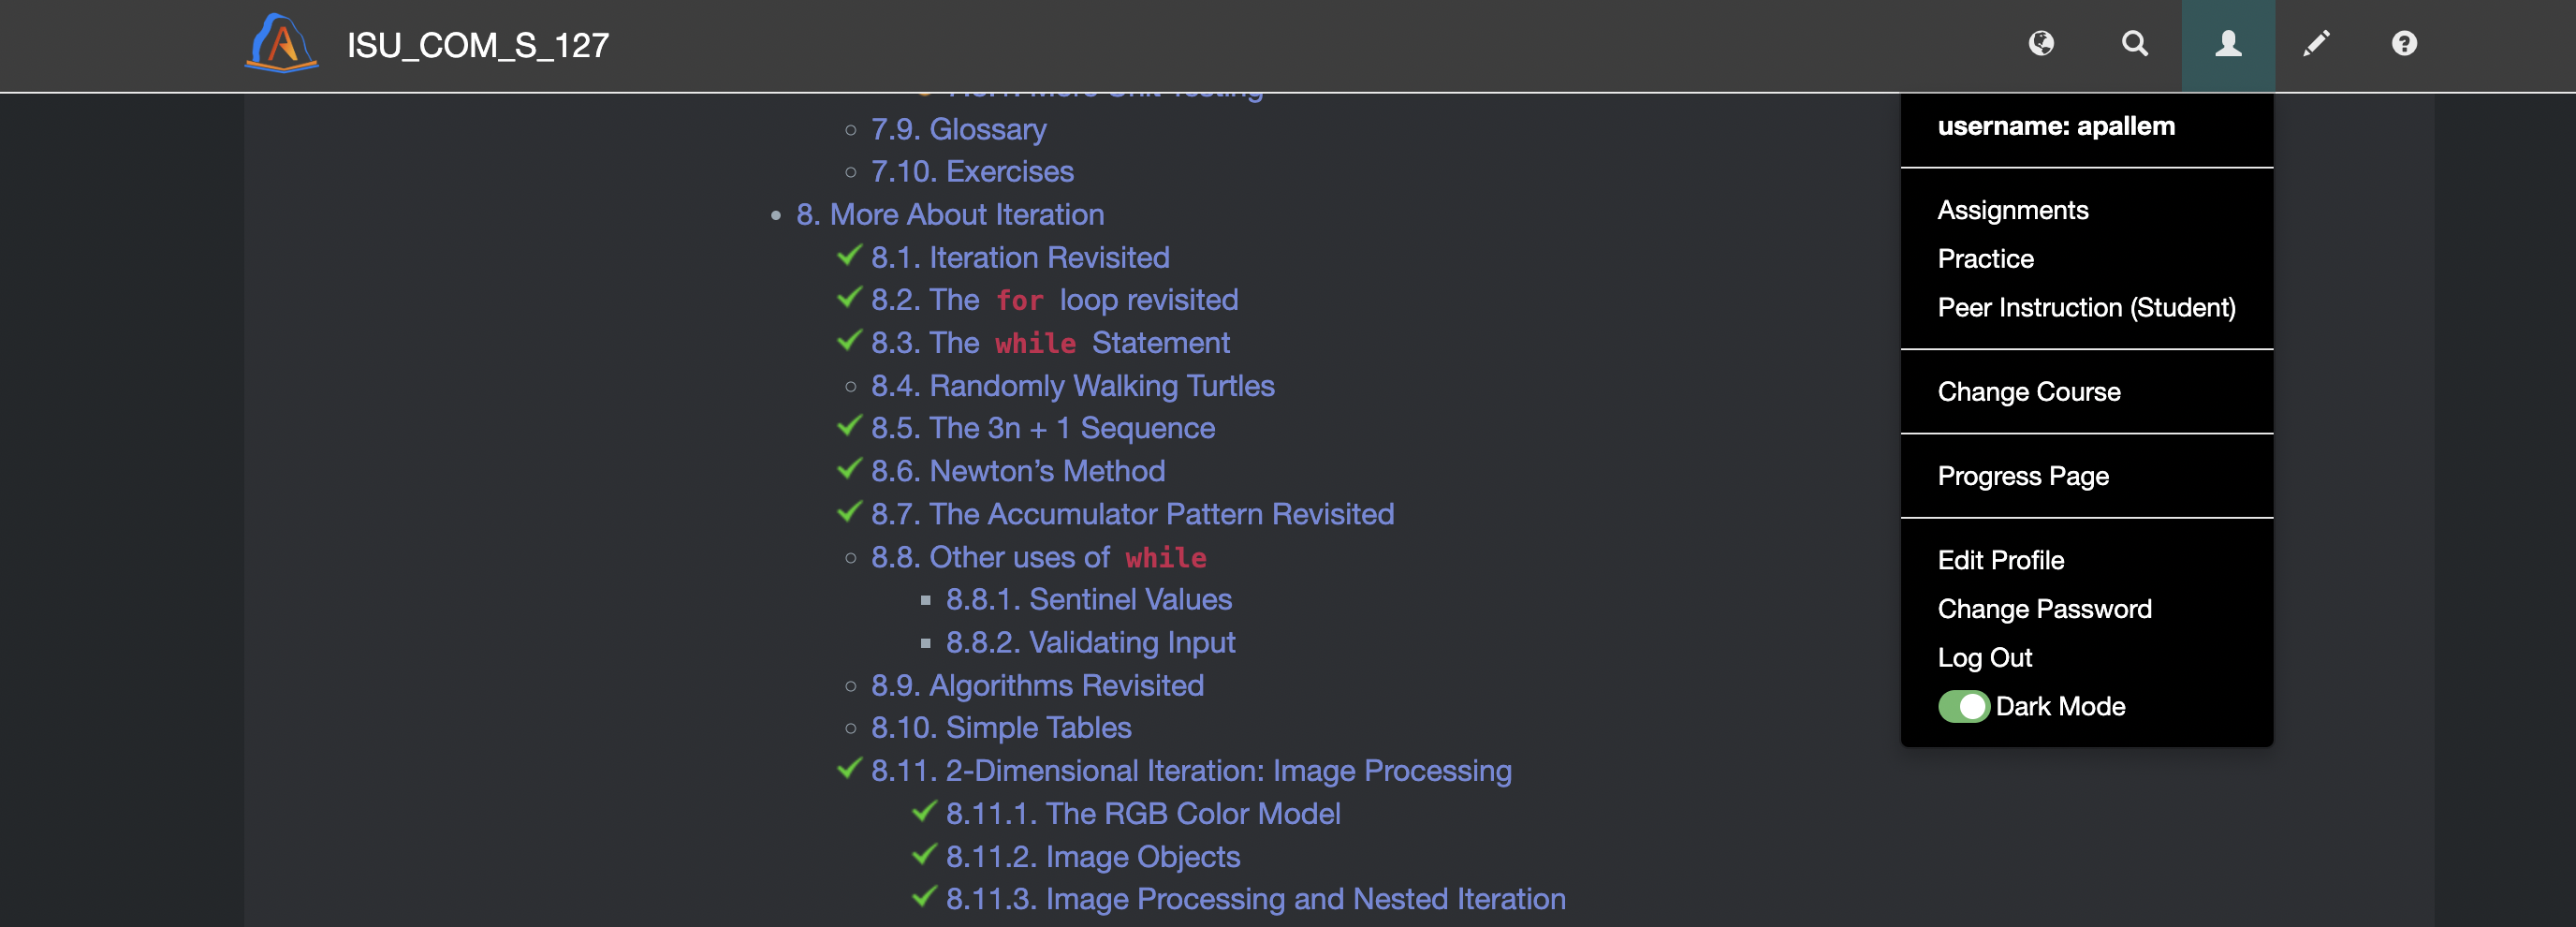 ISU_COM_S_127
More Unit Testing
7.9. Glossary
7.10. Exercises
8. More About Iteration
8.1. Iteration Revisited
8.2. The for loop revisited
8.3. The while Statement
8.4. Randomly Walking Turtles
8.5. The 3n + 1 Sequence
8.6. Newton’s Method
8.7. The Accumulator Pattern Revisited
8.8. Other uses of while
8.8.1. Sentinel Values
8.8.2. Validating Input
8.9. Algorithms Revisited
8.10. Simple Tables
8.11. 2-Dimensional Iteration: Image Processing
8.11.1. The RGB Color Model
8.11.2. Image Objects
8.11.3. Image Processing and Nested Iteration
username: apallem
Assignments
Practice
Peer Instruction (Student)
Change Course
Progress Page
Edit Profile
Change Password
Log Out
Dark Mode